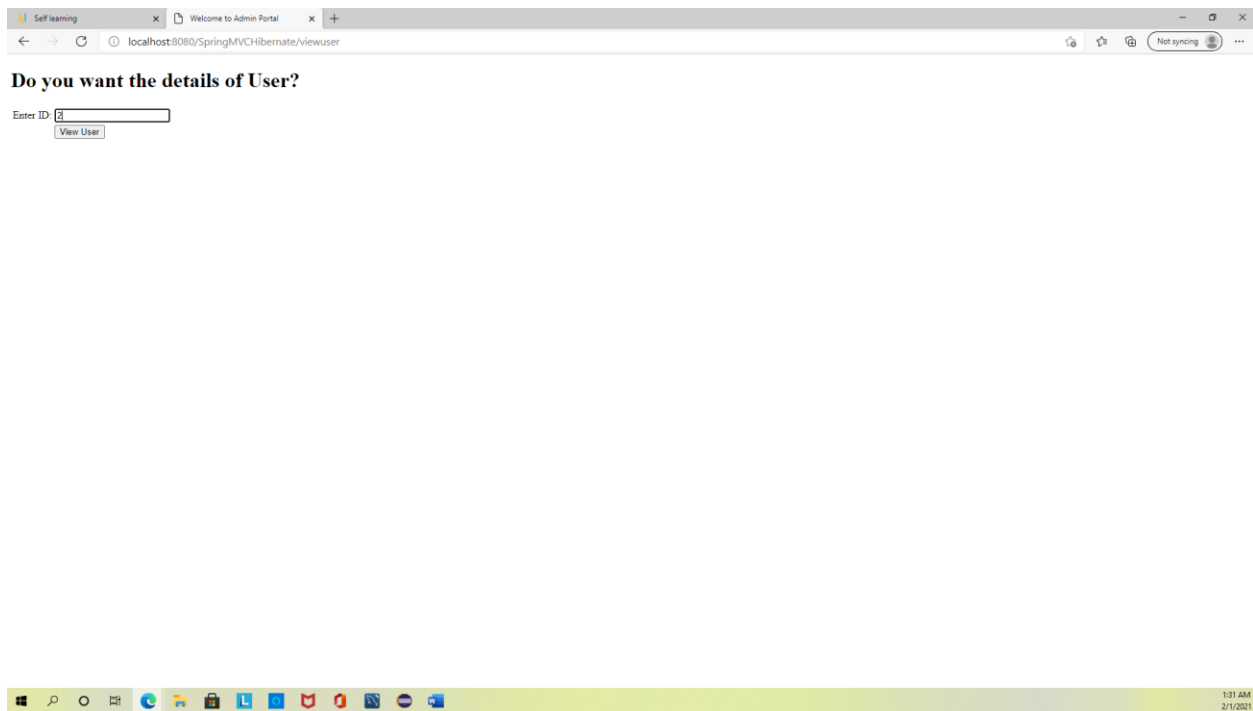 Self learning
Welcome to Admin Portal
localhost:8080/SpringMVCHibernate/viewuser
Not syncing
Do you want the details of User?
Enter ID: 2
View User
L
1:31 AM
2/1/2021